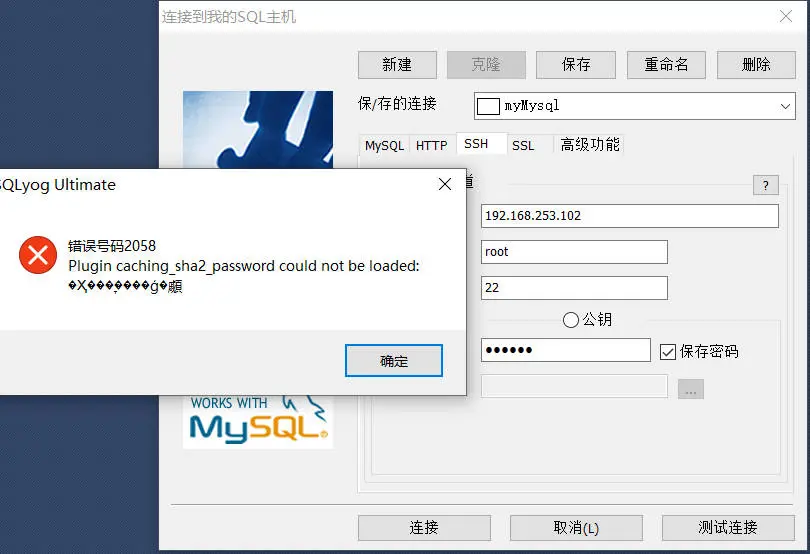 连接到我的SQL主机
新建
克隆
保存
重命名
删除
保/存的连接
myMysql
MySQL
HTTP
SSH
SSL
高级功能
道
?
192.168.253.102
root
22
公钥
••••••
保存密码
...
SQLyog Ultimate
错误号码2058
Plugin caching_sha2_password could not be loaded:
确定
WORKS WITH
MySQL
连接
取消(L)
测试连接